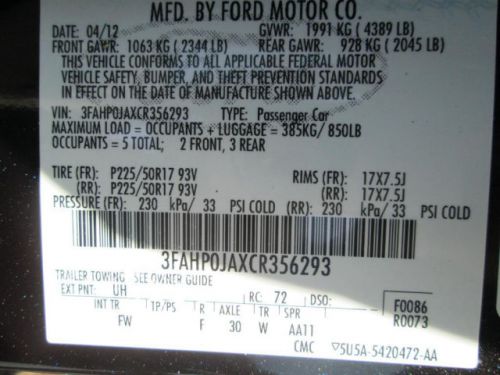 MFD. BY FORD MOTOR CO.
DATE: 04/12 GVWR: 1991 KG ( 4389 LB)
FRONT GAWR: 1063 KG ( 2344 LB) REAR GAWR: 928 KG ( 2045 LB)
THIS VEHICLE CONFORMS TO ALL APPLICABLE FEDERAL MOTOR
VEHICLE SAFETY, BUMPER, AND THEFT PREVENTION STANDARDS
IN EFFECT ON THE DATE OF MANUFACTURE SHOWN ABOVE.
VIN: 3FAHP0JAXCR356293 TYPE: Passenger Car
MAXIMUM LOAD = OCCUPANTS + LUGGAGE = 385KG/ 850LB
OCCUPANTS = 5 TOTAL; 2 FRONT, 3 REAR
TIRE (FR): P225/50R17 93V RIMS (FR): 17X7.5J
(RR): P225/50R17 93V (RR): 17X7.5J
PRESSURE (FR): 230 kPa/ 33 PSI COLD (RR): 230 kPa/ 33 PSI COLD
3FAHP0JAXCR356293
TRAILER TOWING: SEE OWNER GUIDE
EXT PNT: UH RC: 72 DSO: F0086
R0073
INT TR TP/PS R AXLE TR SPR
FW F 30 W AA11
CMC 5U5A-5420472-AA